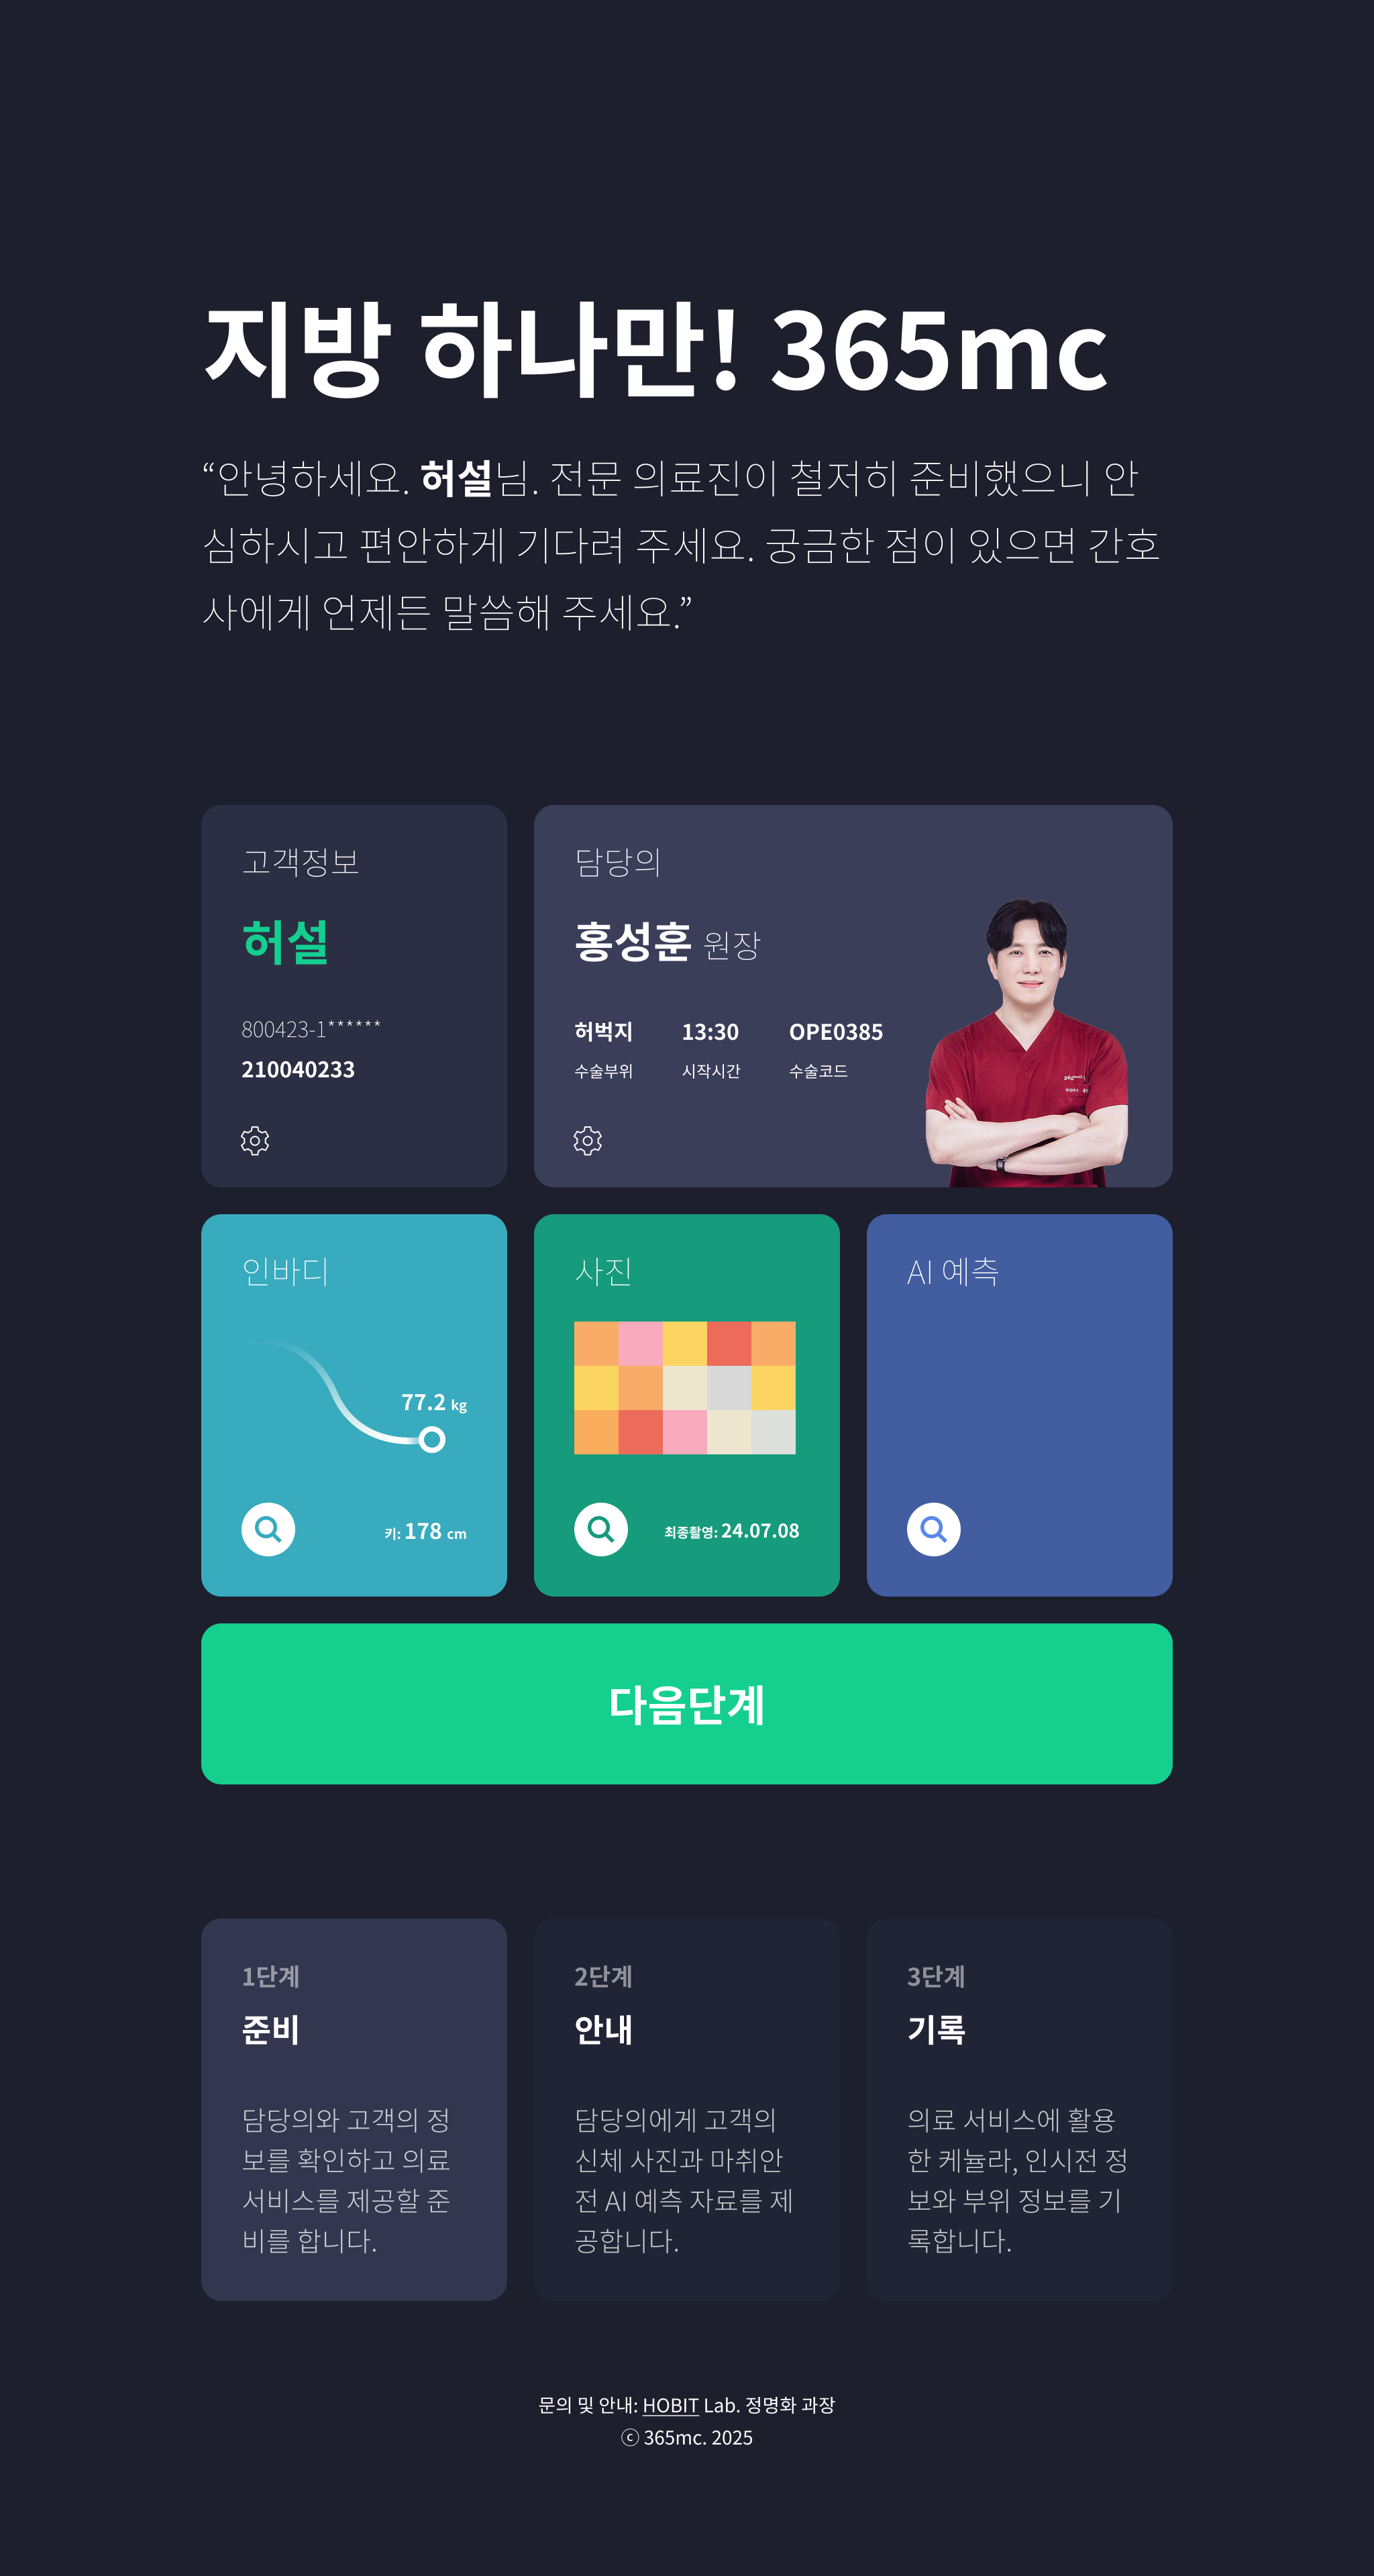 지방 하나만! 365mc
“안녕하세요. 허설님. 전문 의료진이 철저히 준비했으니 안
심하시고 편안하게 기다려 주세요. 궁금한 점이 있으면 간호
사에게 언제든 말씀해 주세요.”
고객정보
허설
800423-1******
210040233
담당의
홍성훈 원장
허벅지 13:30 OPE0385
수술부위 시작시간 수술코드
인바디
77.2 kg
키: 178 cm
사진
최종촬영: 24.07.08
AI 예측
다음단계
1단계
준비
담당의와 고객의 정
보를 확인하고 의료
서비스를 제공할 준
비를 합니다.
2단계
안내
담당의에게 고객의
신체 사진과 마취안
전 AI 예측 자료를 제
공합니다.
3단계
기록
의료 서비스에 활용
한 케뉼라, 인시전 정
보와 부위 정보를 기
록합니다.
문의 및 안내: HOBIT Lab. 정명화 과장
ⓒ 365mc. 2025